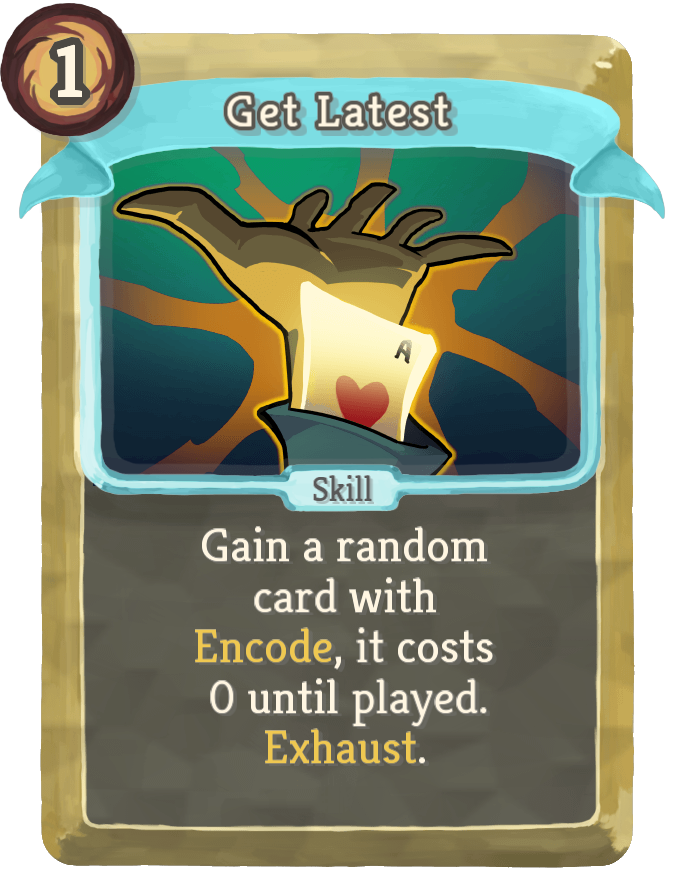 1
Get Latest
A
Skill
Gain a random
card with
Encode, it costs
0 until played.
Exhaust.